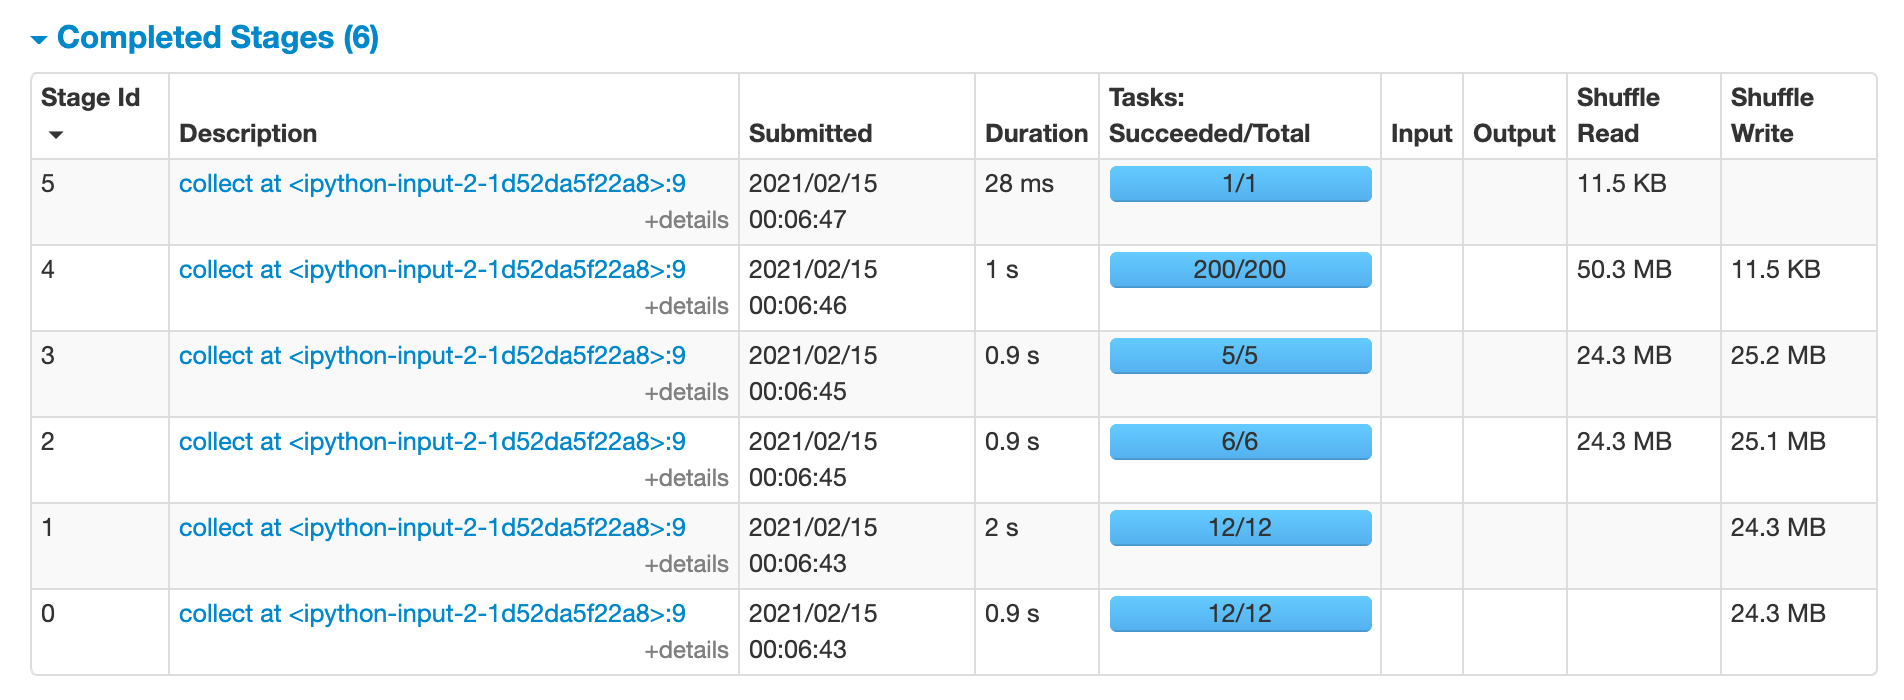 Completed Stages (6)
Stage Id Description Submitted Duration Tasks: Succeeded/Total Input Output Shuffle Read Shuffle Write
5 collect at <ipython-input-2-1d52da5f22a8>:9 2021/02/15 28 ms 1/1 11.5 KB
+details 00:06:47
4 collect at <ipython-input-2-1d52da5f22a8>:9 2021/02/15 1 s 200/200 50.3 MB 11.5 KB
+details 00:06:46
3 collect at <ipython-input-2-1d52da5f22a8>:9 2021/02/15 0.9 s 5/5 24.3 MB 25.2 MB
+details 00:06:45
2 collect at <ipython-input-2-1d52da5f22a8>:9 2021/02/15 0.9 s 6/6 24.3 MB 25.1 MB
+details 00:06:45
1 collect at <ipython-input-2-1d52da5f22a8>:9 2021/02/15 2 s 12/12 24.3 MB
+details 00:06:43
0 collect at <ipython-input-2-1d52da5f22a8>:9 2021/02/15 0.9 s 12/12 24.3 MB
+details 00:06:43